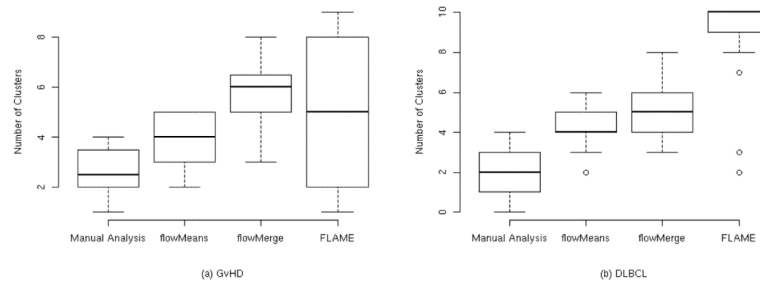 Number of Clusters
8
6
4
2
Manual Analysis flowMeans flowMerge FLAME
(a) GvHD
Number of Clusters
10
8
6
4
2
0
Manual Analysis flowMeans flowMerge FLAME
(b) DLBCL